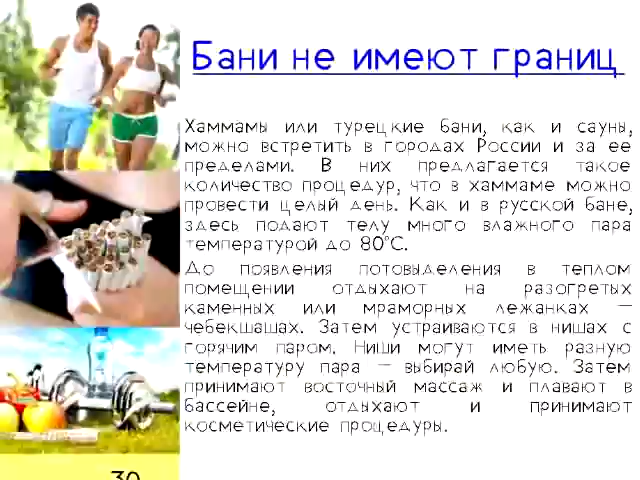 Бани не имеют границ
Хаммамы или турецкие бани, как и сауны,
можно встретить в городах России и за ее
пределами. В них предлагается такое
количество процедур, что в хаммаме можно
провести целый день. Как и в русской бане,
здесь подают телу много влажного пара
температурой до 80°С.
До появления потовыделения в теплом
помещении отдыхают на разогретых
каменных или мраморных лежанках –
чебекшашах. Затем устраиваются в нишах с
горячим паром. Ниши могут иметь разную
температуру пара – выбирай любую. Затем
принимают восточный массаж и плавают в
бассейне, отдыхают и принимают
косметические процедуры.
30